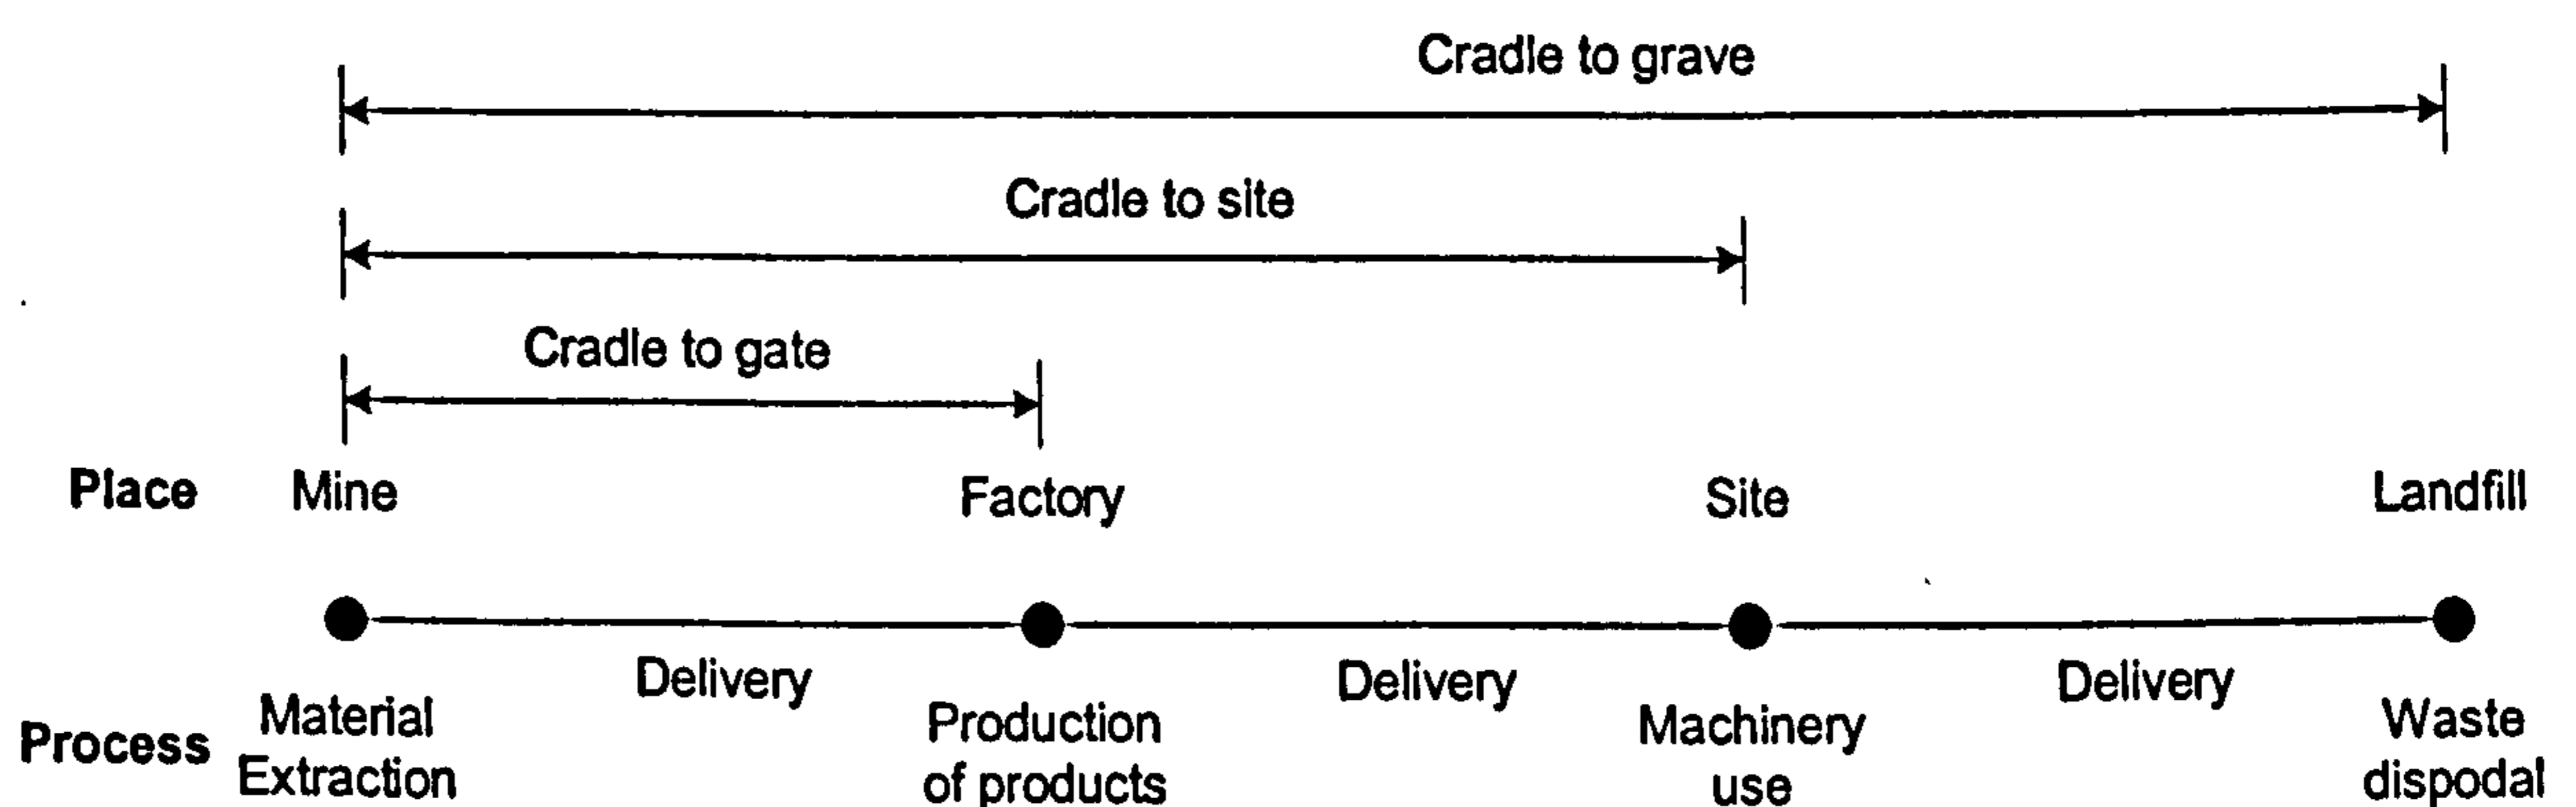 Cradle to grave
Cradle to site
Cradle to gate
Place Mine Factory Site Landfill
Delivery Delivery Delivery
Process Material Extraction Production of products Machinery use Waste dispodal